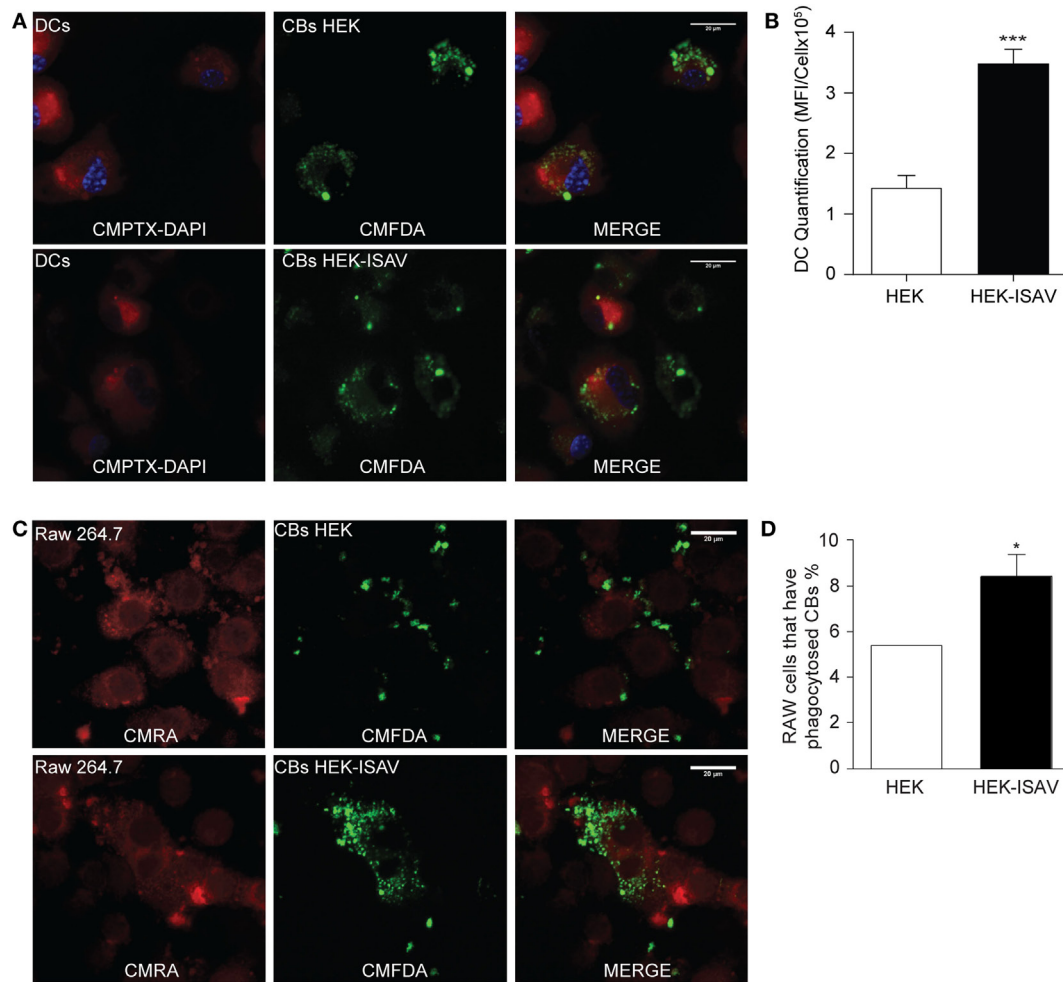 A
DCs
CBs HEK
20 µm
CMPTX-DAPI
CMFDA
MERGE
DCs
CBs HEK-ISAV
20 µm
CMPTX-DAPI
CMFDA
MERGE
B
DC Quantification (MFI/Cellx10⁵)
4
3
2
1
0
***
HEK
HEK-ISAV
C
Raw 264.7
CBs HEK
20 µm
CMRA
CMFDA
MERGE
Raw 264.7
CBs HEK-ISAV
20 µm
CMRA
CMFDA
MERGE
D
RAW cells that have
phagocytosed CBs %
10
8
6
4
2
0
*
HEK
HEK-ISAV